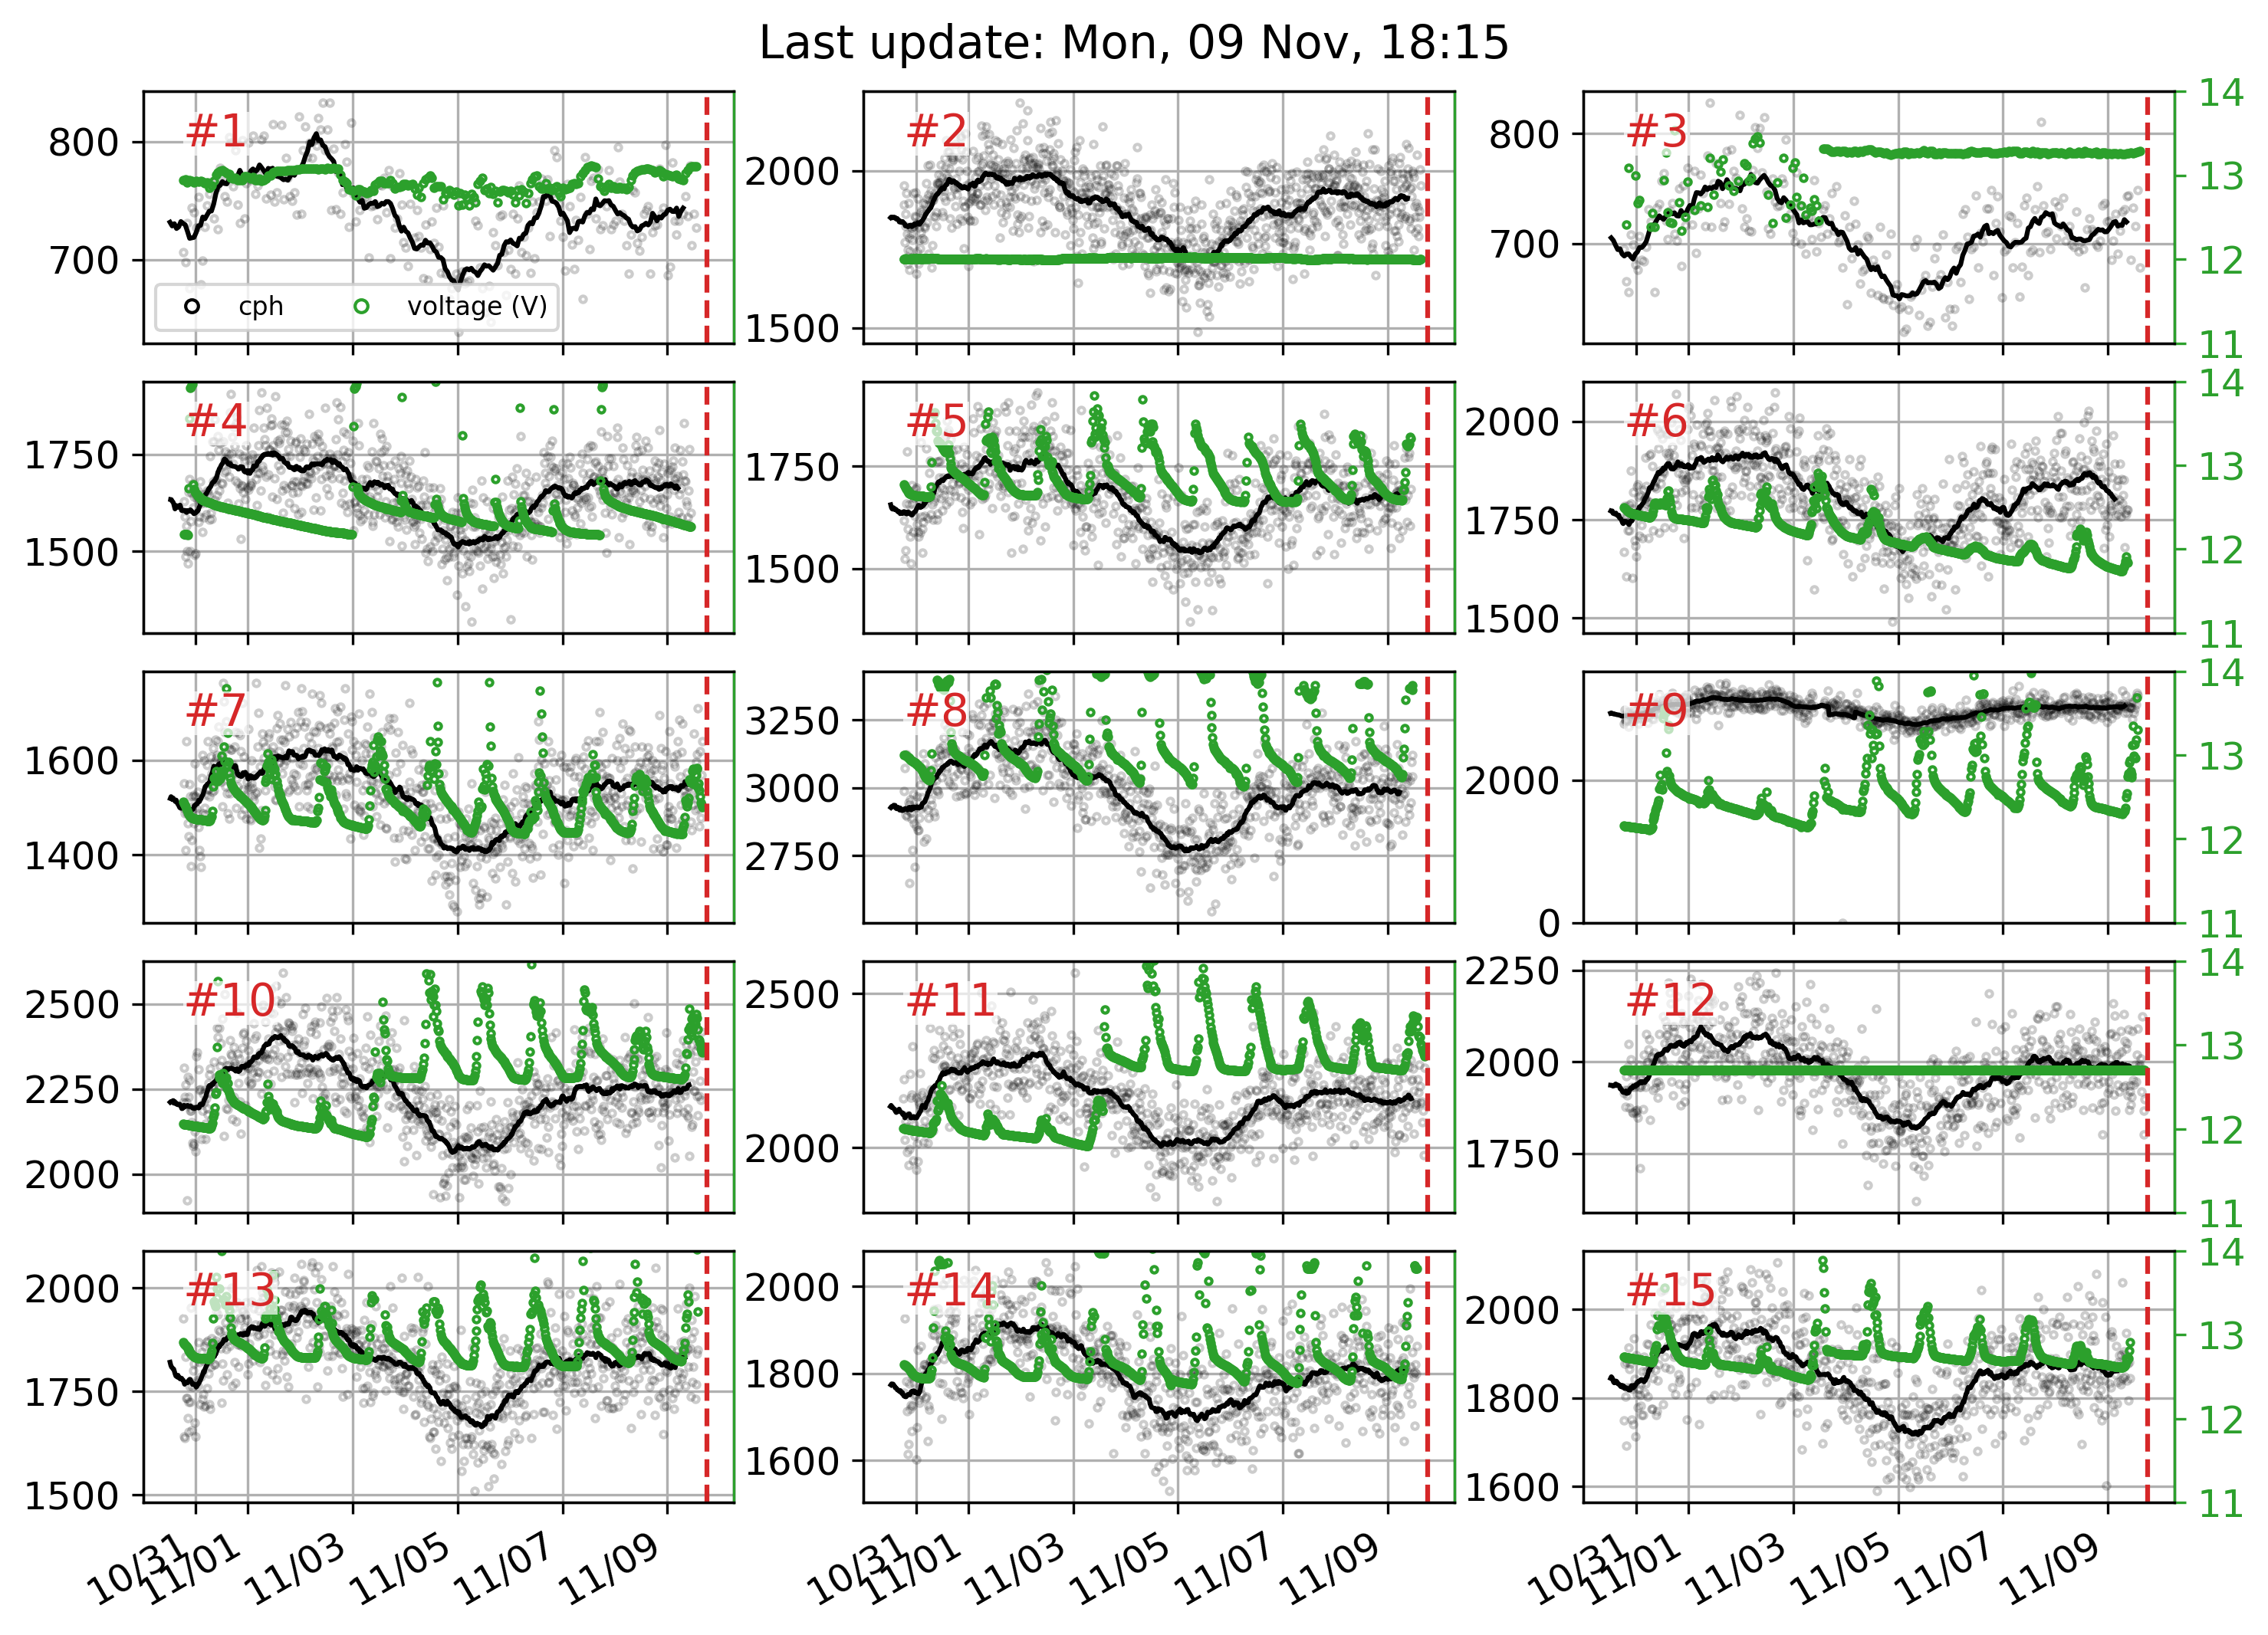 Last update: Mon, 09 Nov, 18:15
#1 #2 #3
800 700 2000 1500 800 700 14 13 12 11
cph voltage (V)
#4 #5 #6
1750 1500 1750 1500 2000 1750 1500 14 13 12 11
#7 #8 #9
1600 1400 3250 3000 2750 2000 0 14 13 12 11
#10 #11 #12
2500 2250 2000 2500 2000 2250 2000 1750 14 13 12 11
#13 #14 #15
2000 1750 1500 2000 1800 1600 2000 1800 1600 14 13 12 11
10/31 11/01 11/03 11/05 11/07 11/09 10/31 11/01 11/03 11/05 11/07 11/09 10/31 11/01 11/03 11/05 11/07 11/09